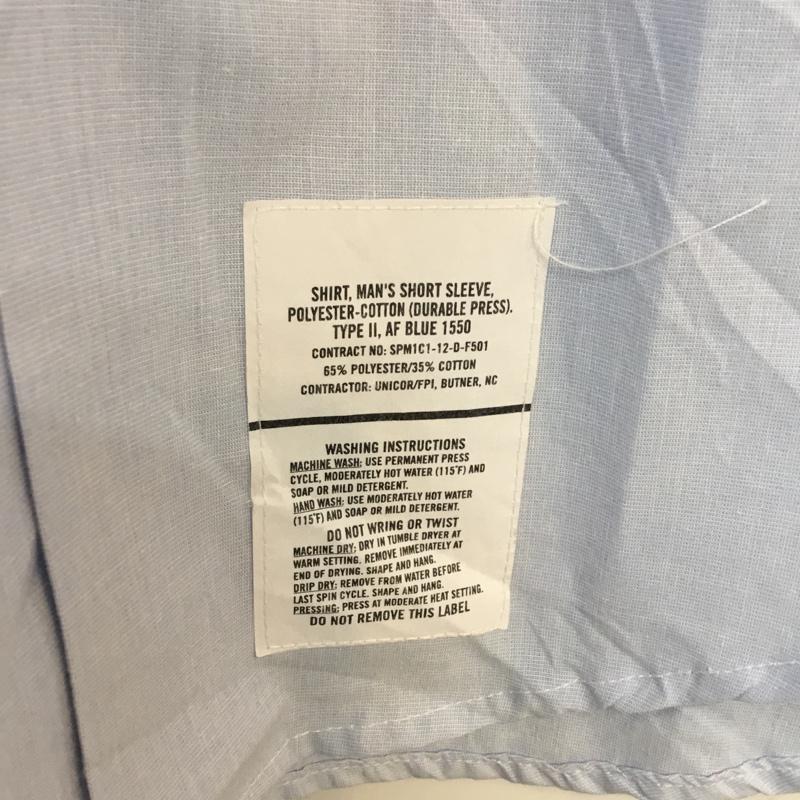 SHIRT, MAN'S SHORT SLEEVE,
POLYESTER-COTTON (DURABLE PRESS).
TYPE II, AF BLUE 1550
CONTRACT NO: SPM1C1-12-D-F501
65% POLYESTER/35% COTTON
CONTRACTOR: UNICOR/FPI, BUTNER, NC
WASHING INSTRUCTIONS
MACHINE WASH: USE PERMANENT PRESS
CYCLE, MODERATELY HOT WATER (115°F) AND
SOAP OR MILD DETERGENT.
HAND WASH: USE MODERATELY HOT WATER
(115°F) AND SOAP OR MILD DETERGENT.
DO NOT WRING OR TWIST
MACHINE DRY: DRY IN TUMBLE DRYER AT
WARM SETTING. REMOVE IMMEDIATELY AT
END OF DRYING. SHAPE AND HANG.
DRIP DRY: REMOVE FROM WATER BEFORE
LAST SPIN CYCLE. SHAPE AND HANG.
PRESSING: PRESS AT MODERATE HEAT SETTING.
DO NOT REMOVE THIS LABEL